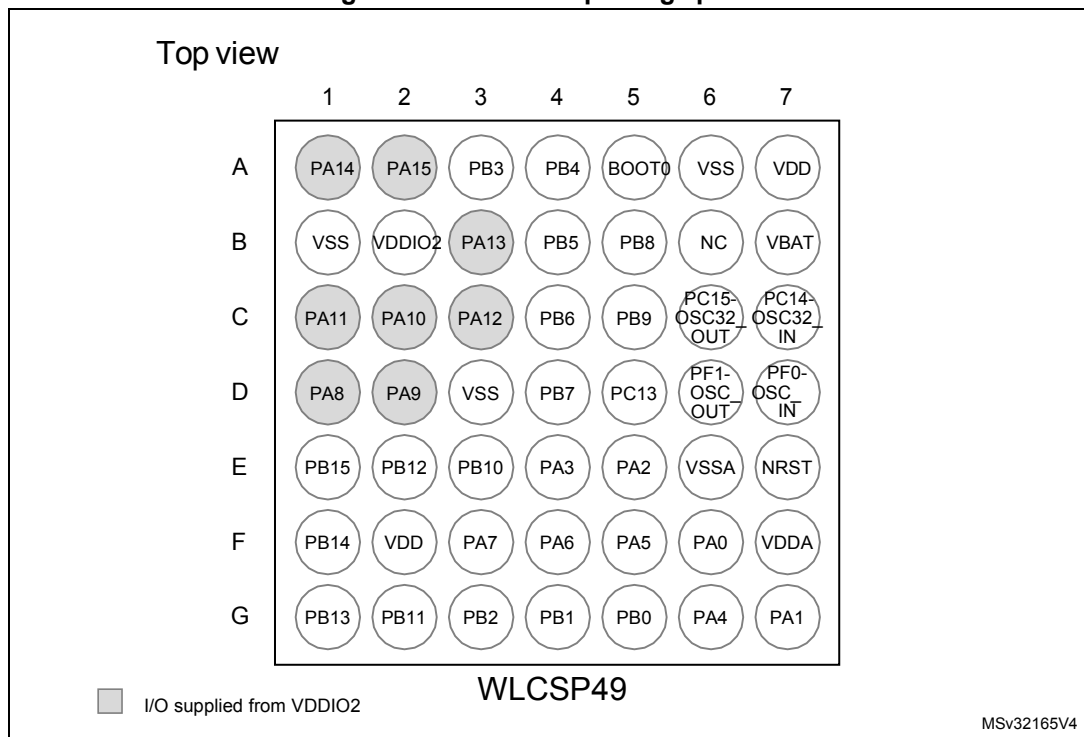 Top view
1 2 3 4 5 6 7
A PA14 PA15 PB3 PB4 BOOT0 VSS VDD
B VSS VDDIO2 PA13 PB5 PB8 NC VBAT
C PA11 PA10 PA12 PB6 PB9 PC15-OSC32_OUT PC14-OSC32_IN
D PA8 PA9 VSS PB7 PC13 PF1-OSC_OUT PF0-OSC_IN
E PB15 PB12 PB10 PA3 PA2 VSSA NRST
F PB14 VDD PA7 PA6 PA5 PA0 VDDA
G PB13 PB11 PB2 PB1 PB0 PA4 PA1
WLCSP49
I/O supplied from VDDIO2
MSv32165V4